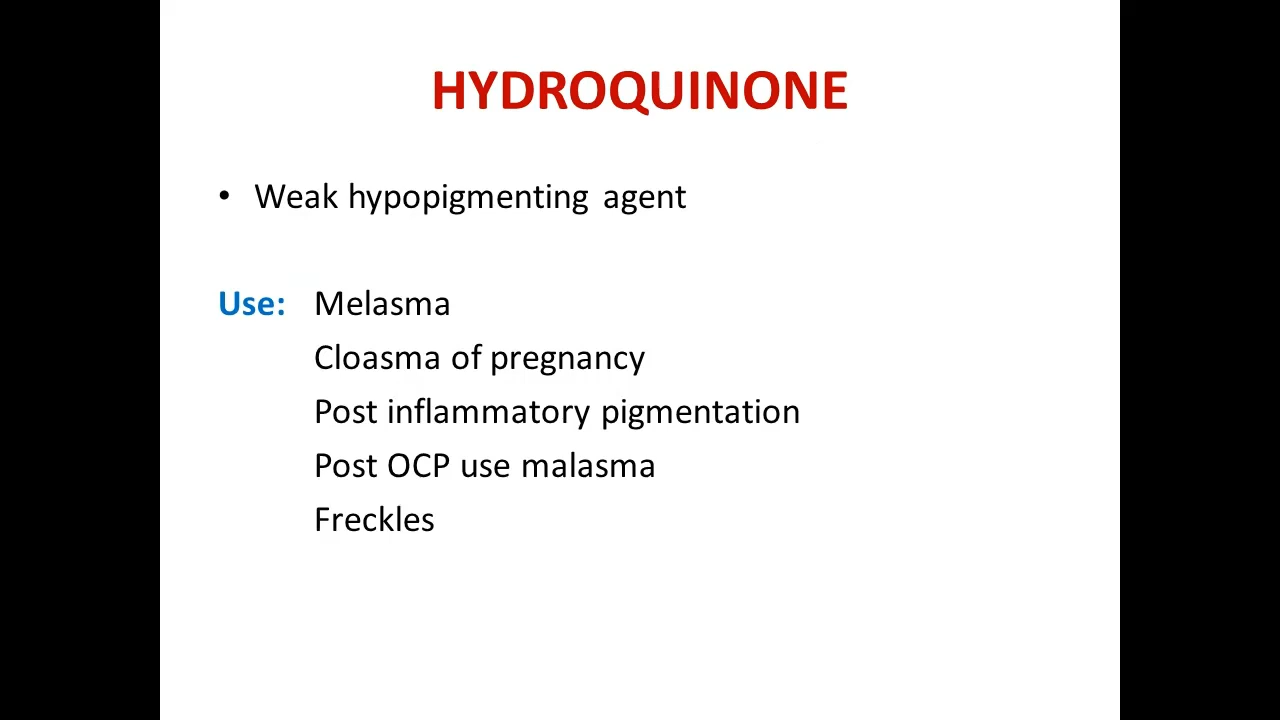 HYDROQUINONE
• Weak hypopigmenting agent
Use: Melasma
Cloasma of pregnancy
Post inflammatory pigmentation
Post OCP use malasma
Freckles